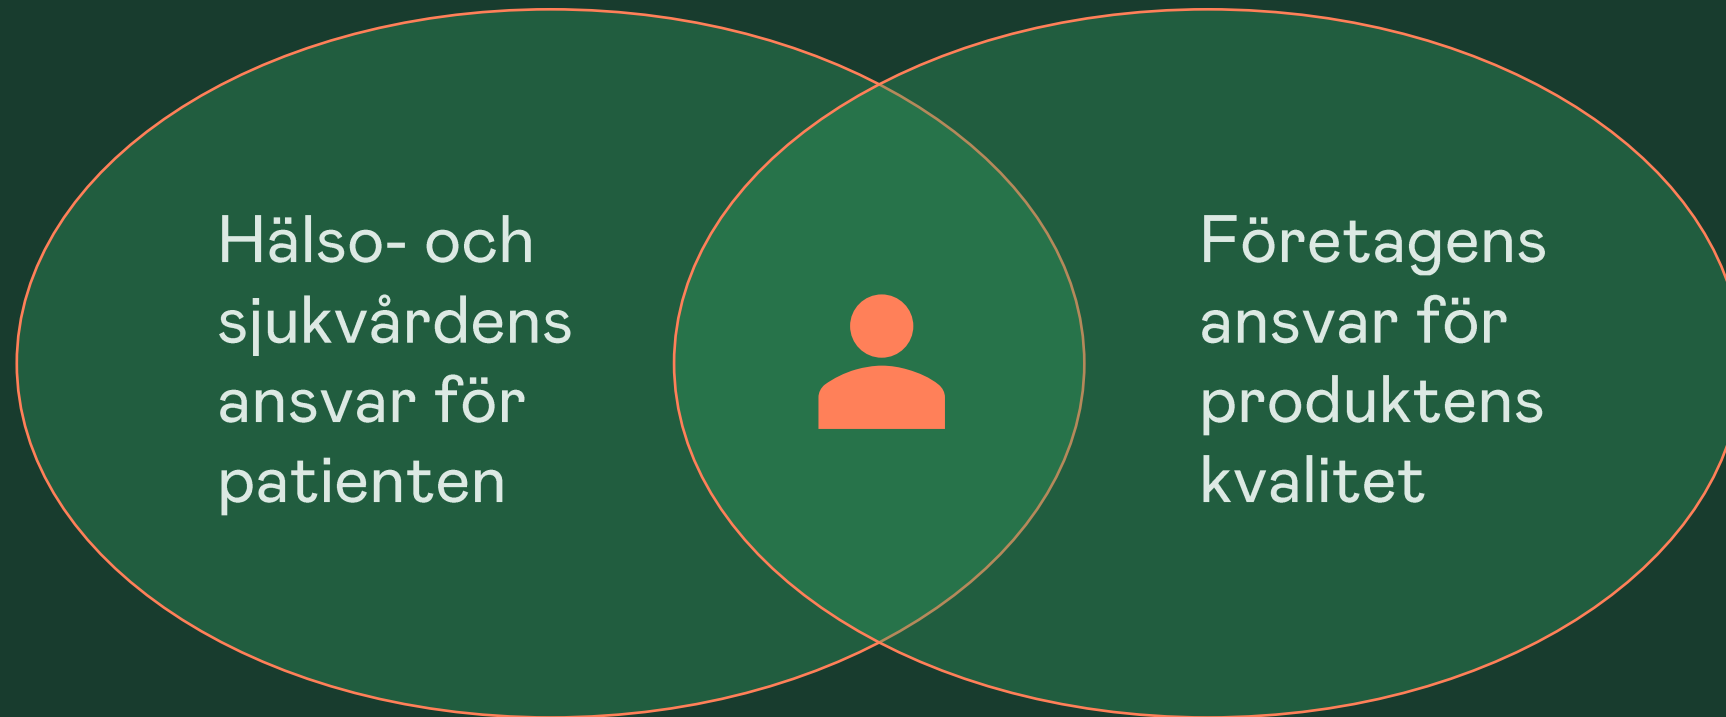 Hälso- och
sjukvårdens
ansvar för
patienten
Företagens
ansvar för
produktens
kvalitet